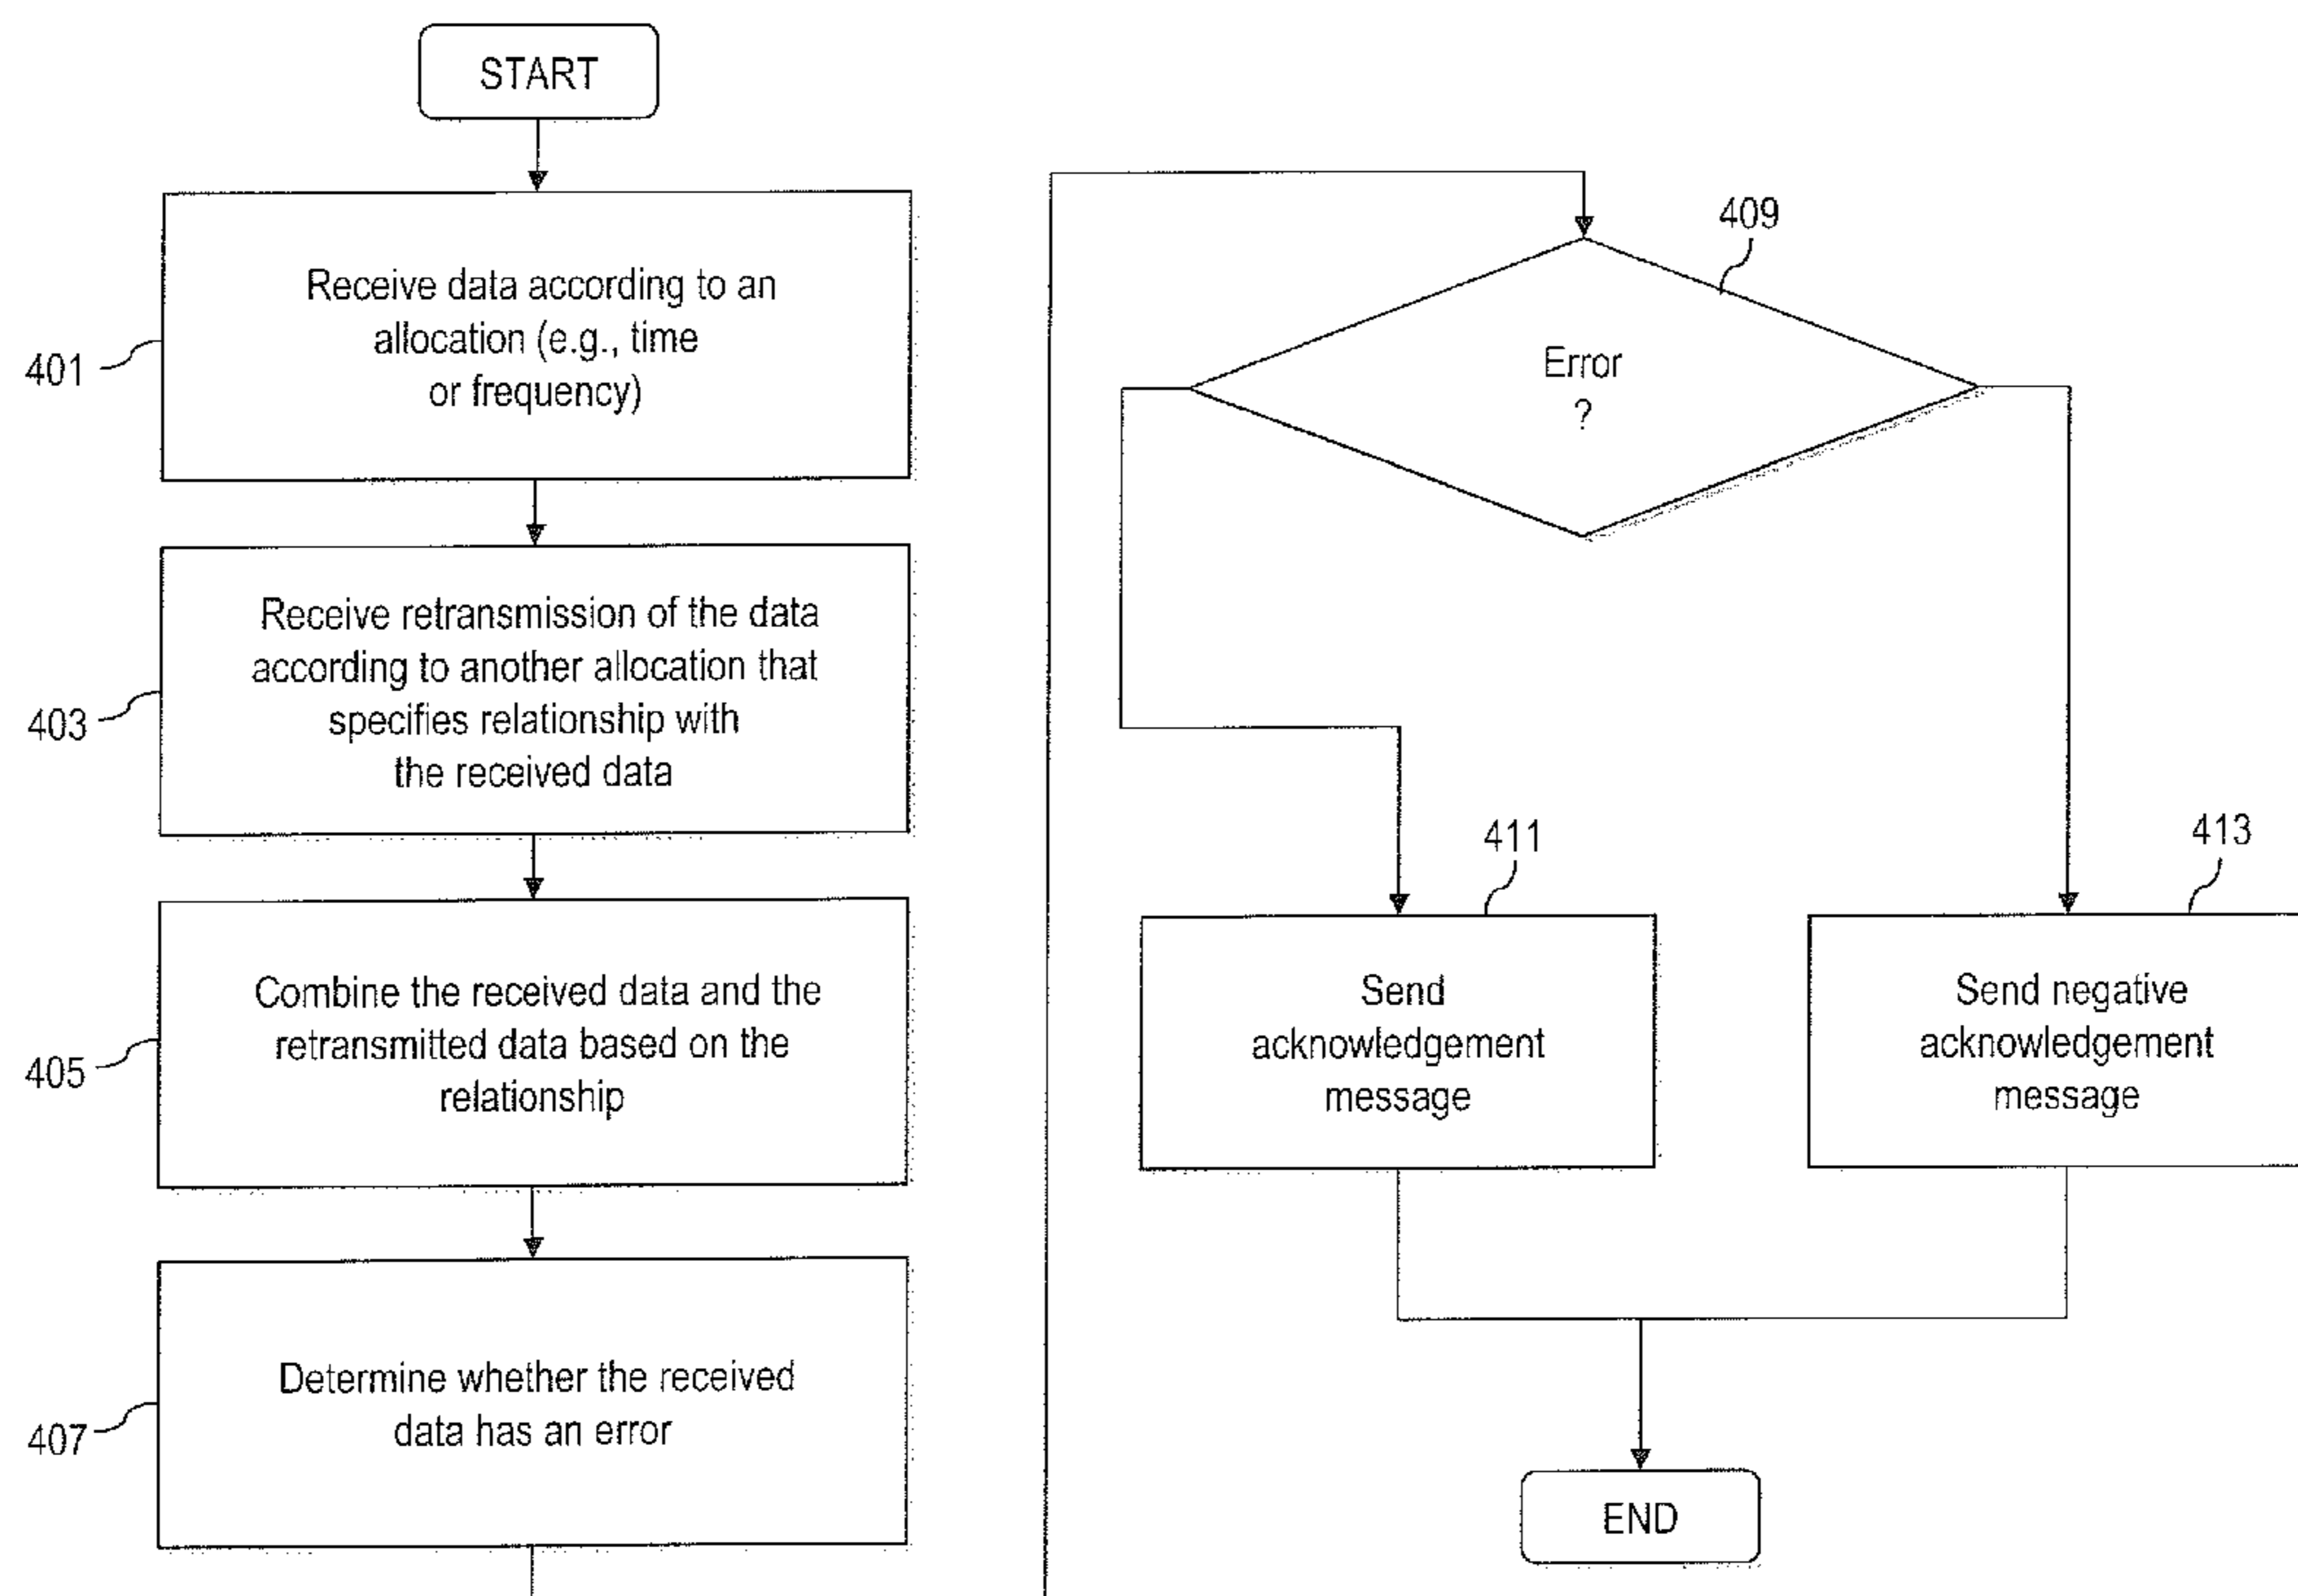 START
Receive data according to an
allocation (e.g., time
or frequency)
401
Receive retransmission of the data
according to another allocation that
specifies relationship with
the received data
403
Combine the received data and the
retransmitted data based on the
relationship
405
Determine whether the received
data has an error
407
409
Error
?
411
Send
acknowledgement
message
413
Send negative
acknowledgement
message
END